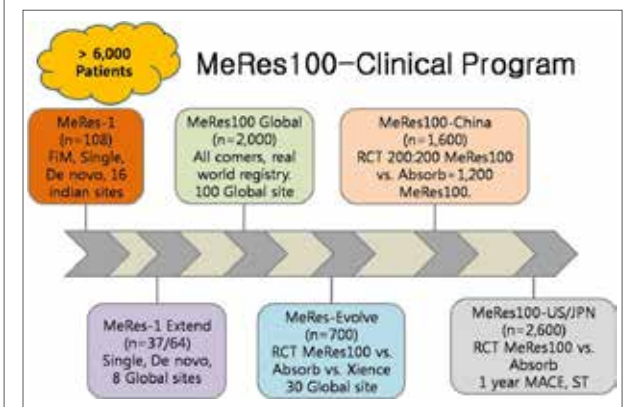 > 6,000
Patients
MeRes100-Clinical Program
MeRes-1
(n=108)
FiM, Single,
De novo, 16
indian sites
MeRes100 Global
(n=2,000)
All comers, real
world registry.
100 Global site
MeRes100-China
(n=1,600)
RCT 200:200 MeRes100
vs. Absorb+1,200
MeRes100.
MeRes-1 Extend
(n=37/64)
Single, De novo,
8 Global sites
MeRes-Evolve
(n=700)
RCT MeRes100 vs.
Absorb vs. Xience
30 Global site
MeRes100-US/JPN
(n=2,600)
RCT MeRes100 vs.
Absorb
1 year MACE, ST